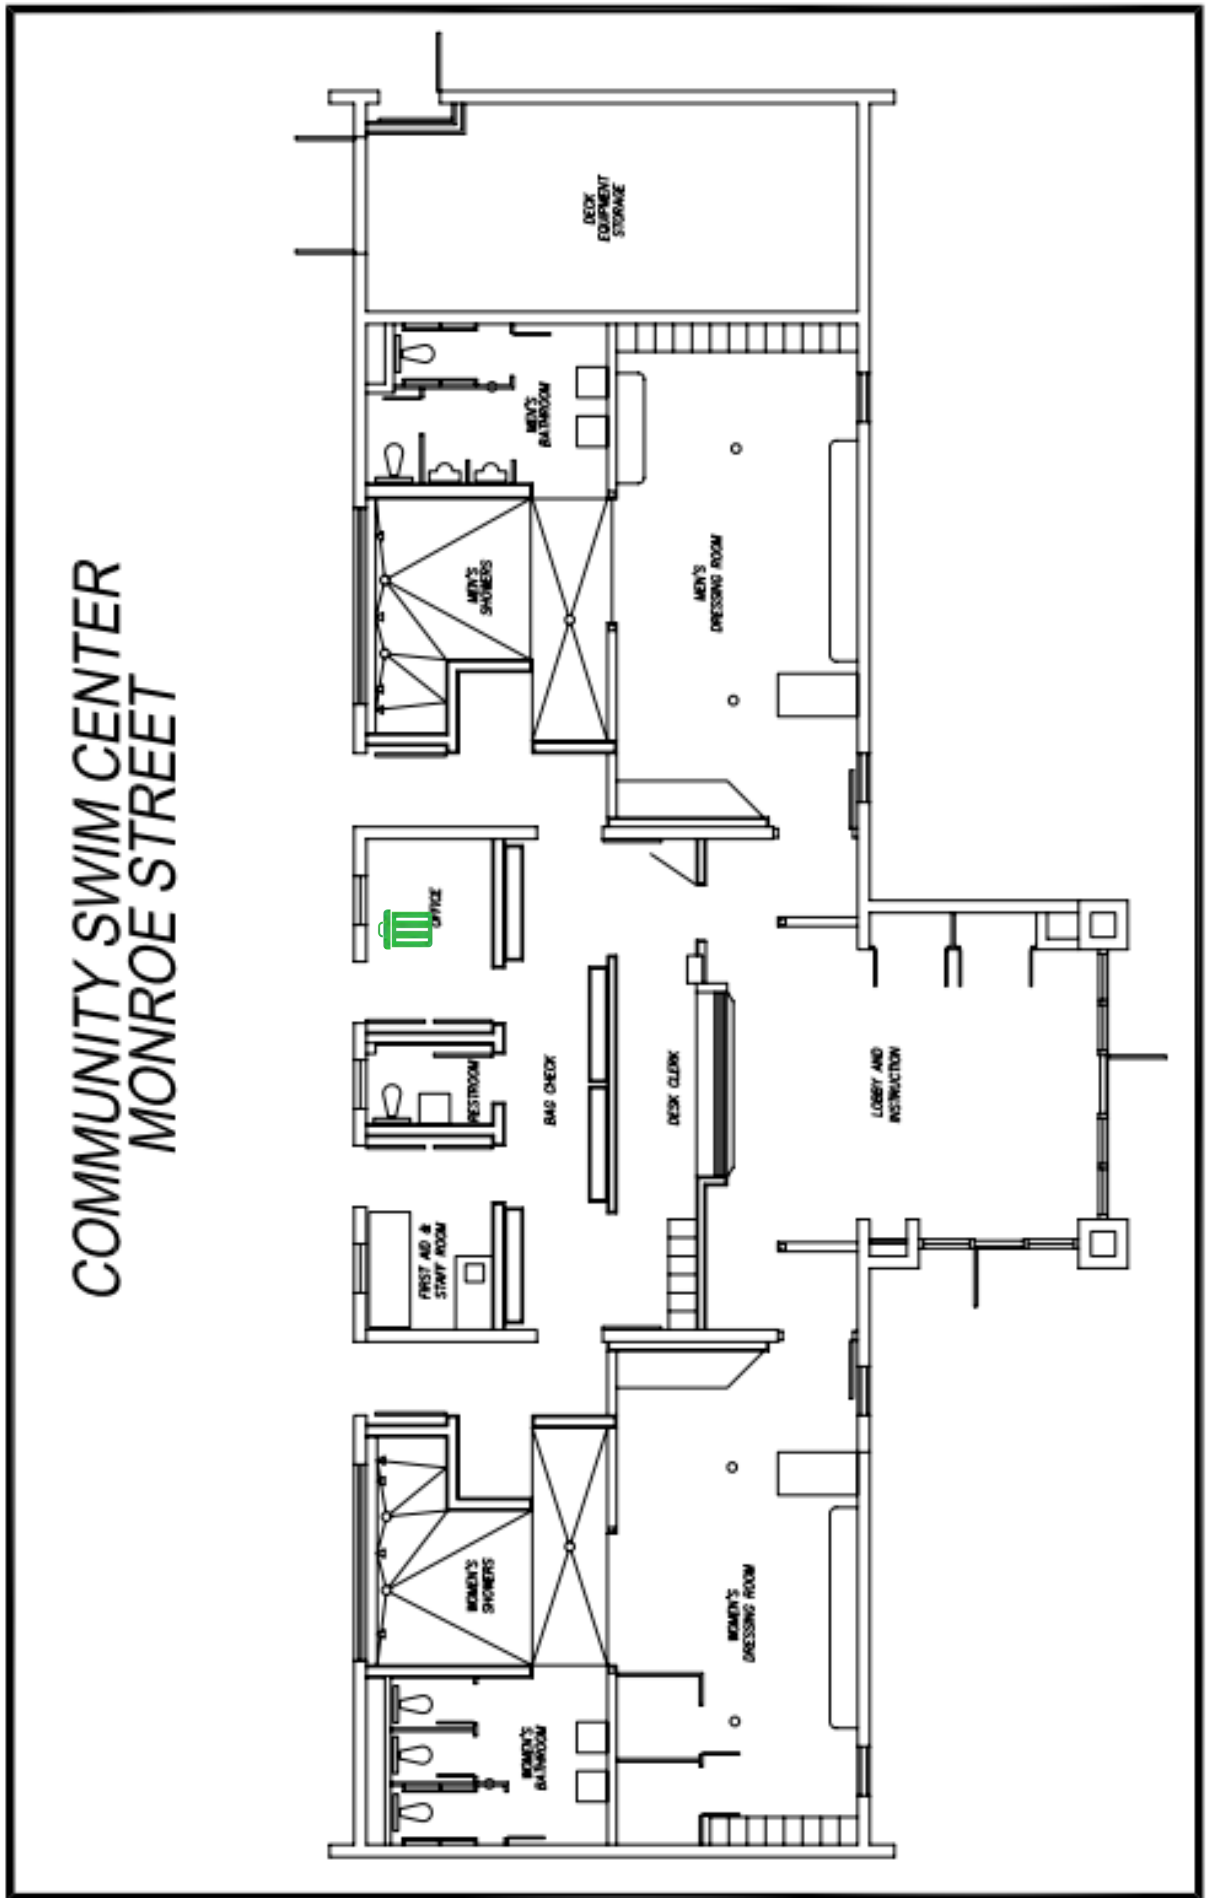 COMMUNITY SWIM CENTER
MONROE STREET
DECK
EQUIPMENT
STORAGE
MEN'S
BATHROOM
MEN'S
SHOWERS
MEN'S
DRESSING ROOM
OFFICE
RESTROOM
BAG CHECK
DESK CLERK
LOBBY AND
INSTRUCTION
FIRST AID &
STAFF ROOM
WOMEN'S
SHOWERS
WOMEN'S
DRESSING ROOM
WOMEN'S
BATHROOM